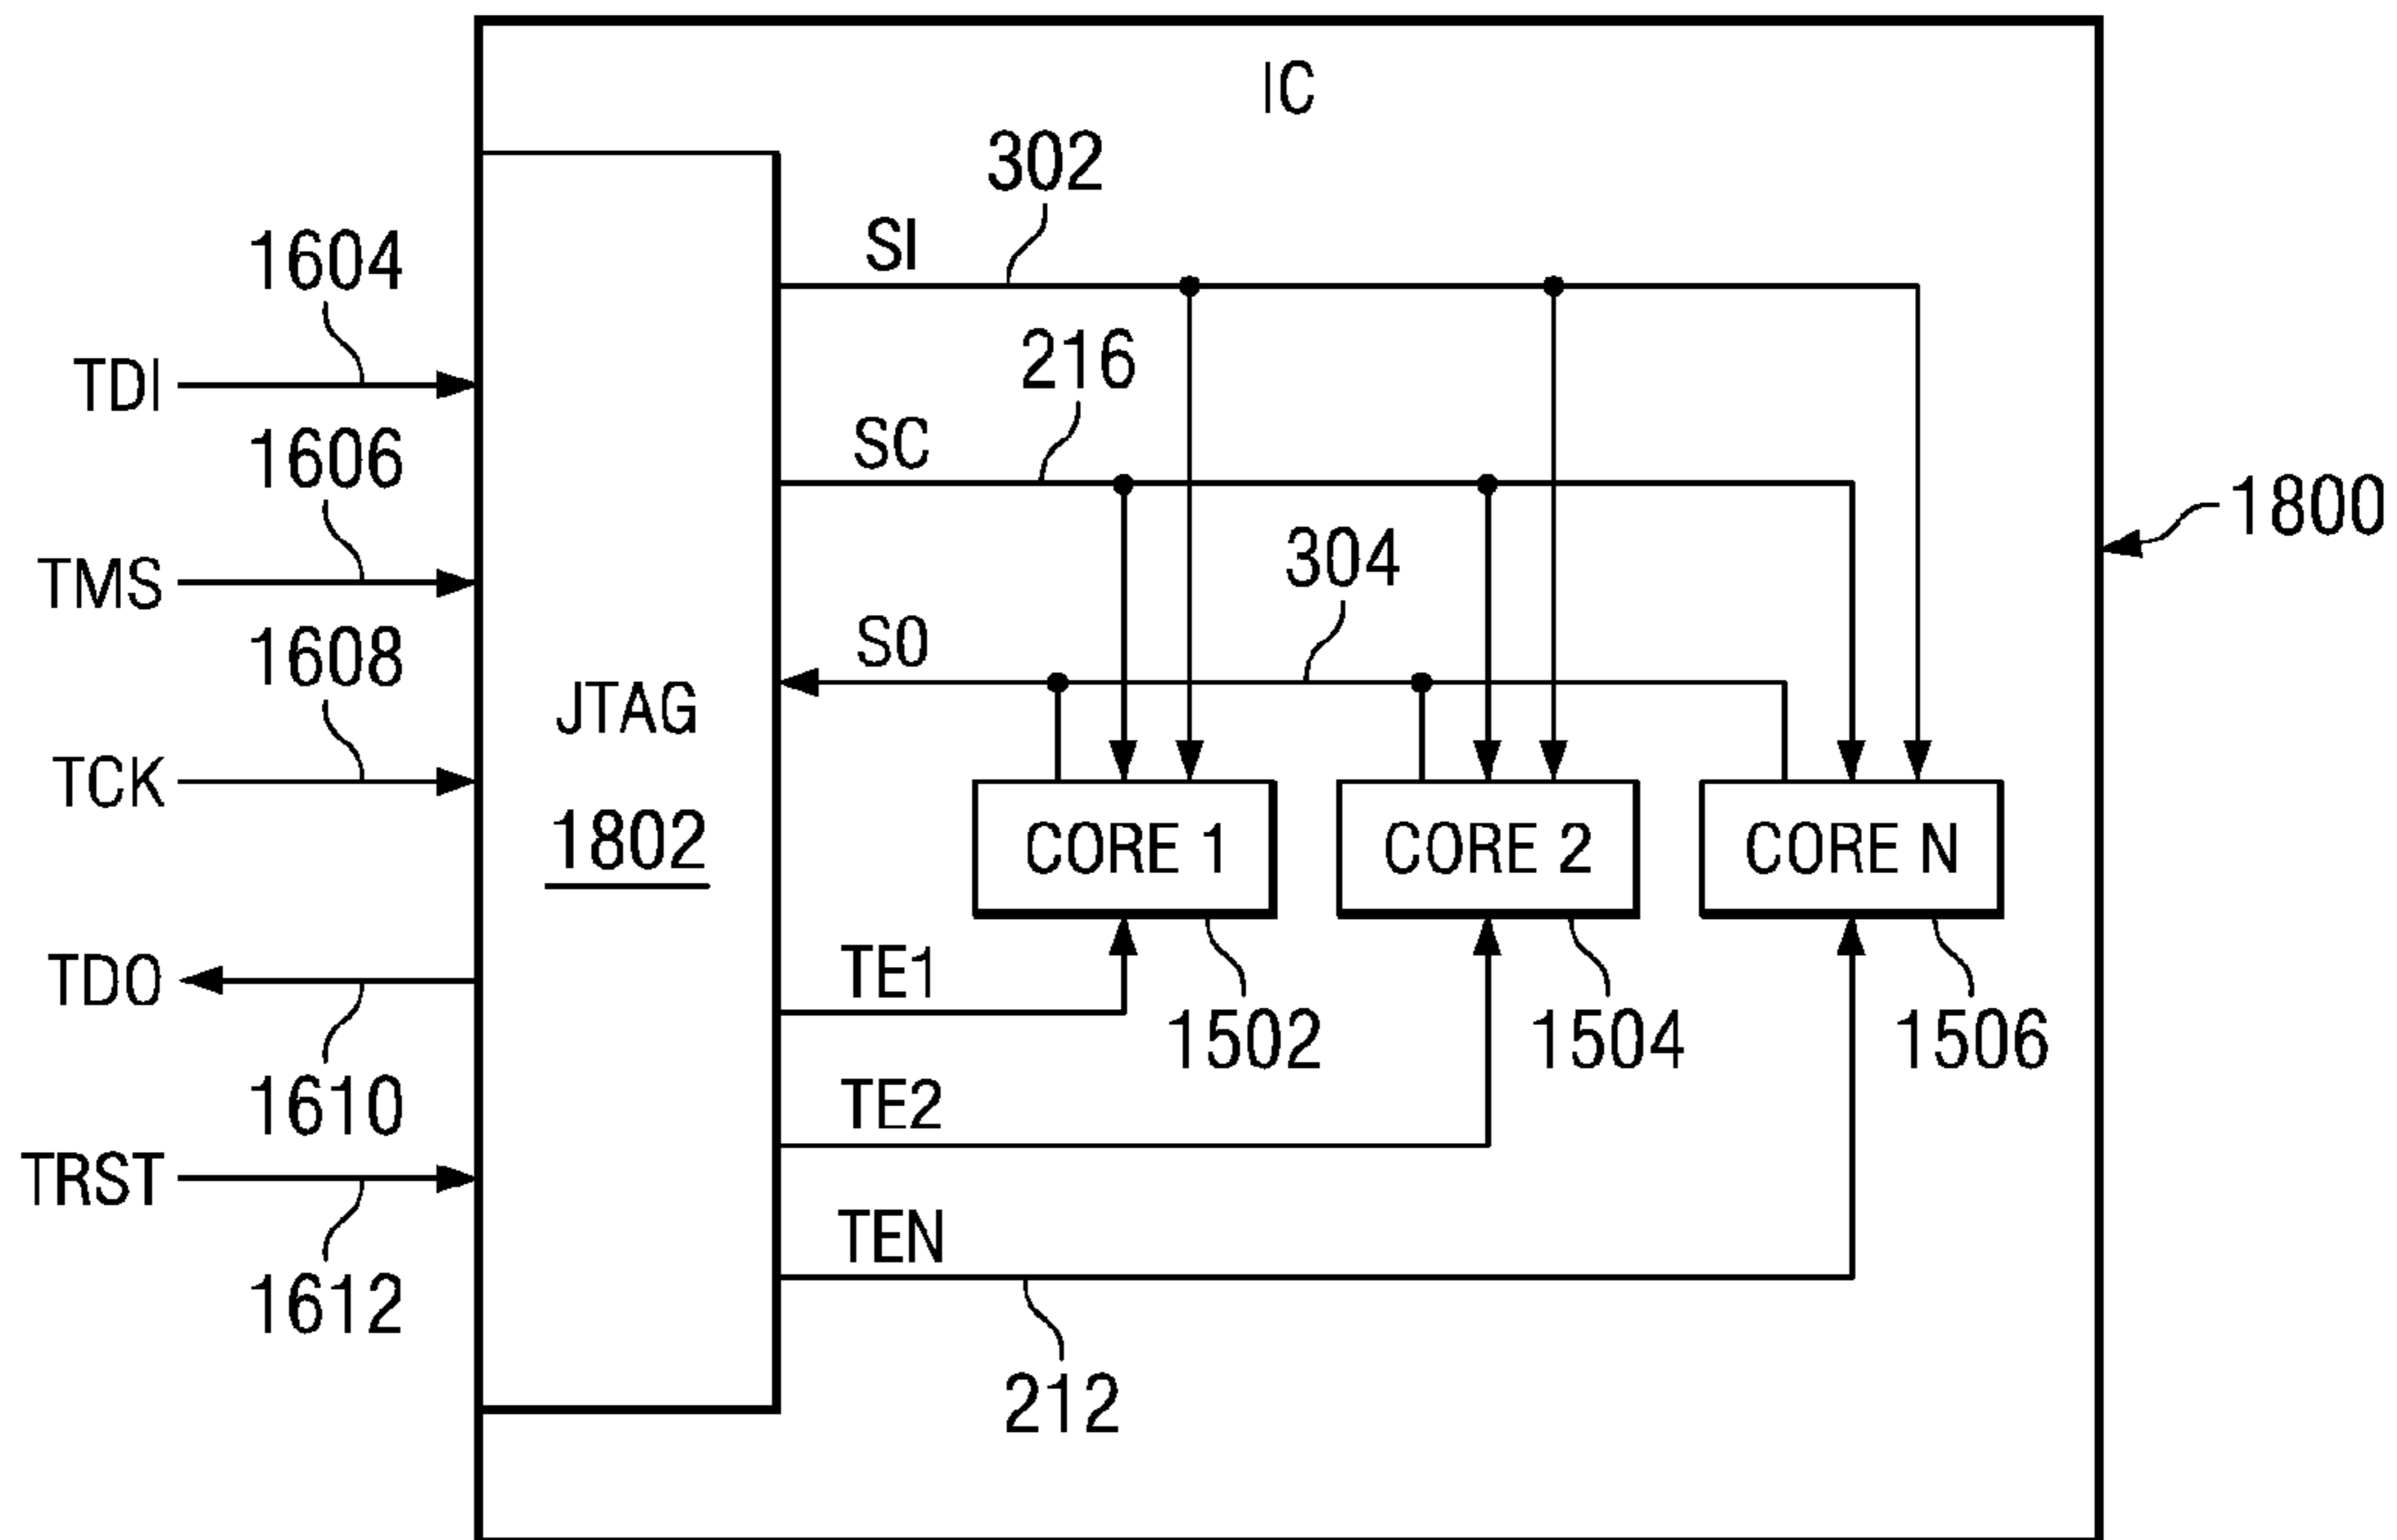 IC
302
SI
1604
TDI
216
SC
1606
TMS
1800
304
SO
1608
TCK
JTAG
1802
CORE 1
CORE 2
CORE N
TDO
TE1
1502
1504
1506
1610
TE2
TRST
TEN
1612
212